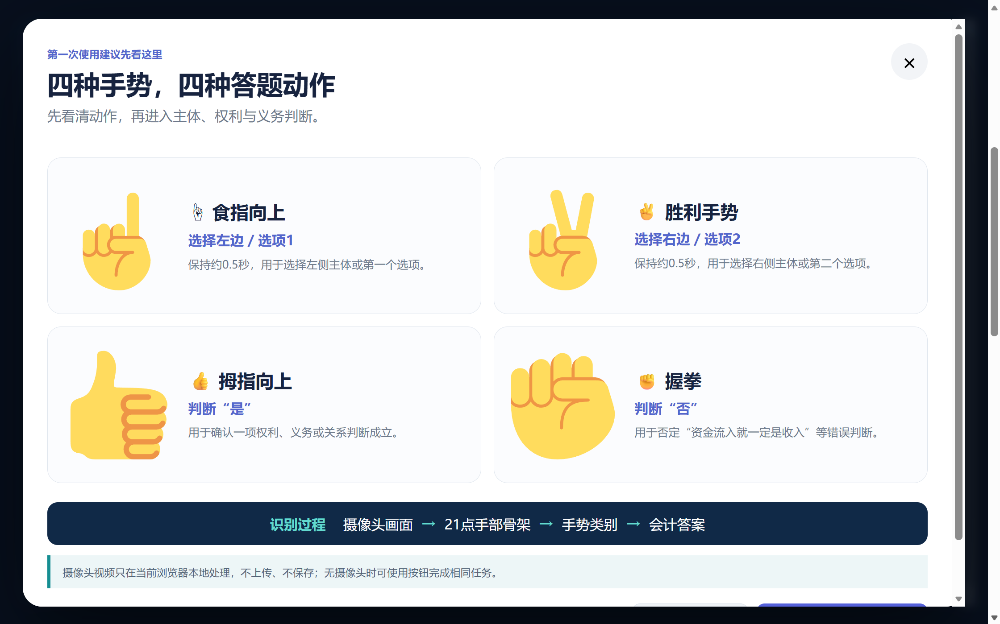 第一次使用建议先看这里
四种手势，四种答题动作
先看清动作，再进入主体、权利与义务判断。
☝ 食指向上
选择左边 / 选项1
保持约0.5秒，用于选择左侧主体或第一个选项。
✌ 胜利手势
选择右边 / 选项2
保持约0.5秒，用于选择右侧主体或第二个选项。
👍 拇指向上
判断“是”
用于确认一项权利、义务或关系判断成立。
✊ 握拳
判断“否”
用于否定“资金流入就一定是收入”等错误判断。
识别过程 摄像头画面 → 21点手部骨架 → 手势类别 → 会计答案
摄像头视频只在当前浏览器本地处理，不上传、不保存；无摄像头时可使用按钮完成相同任务。